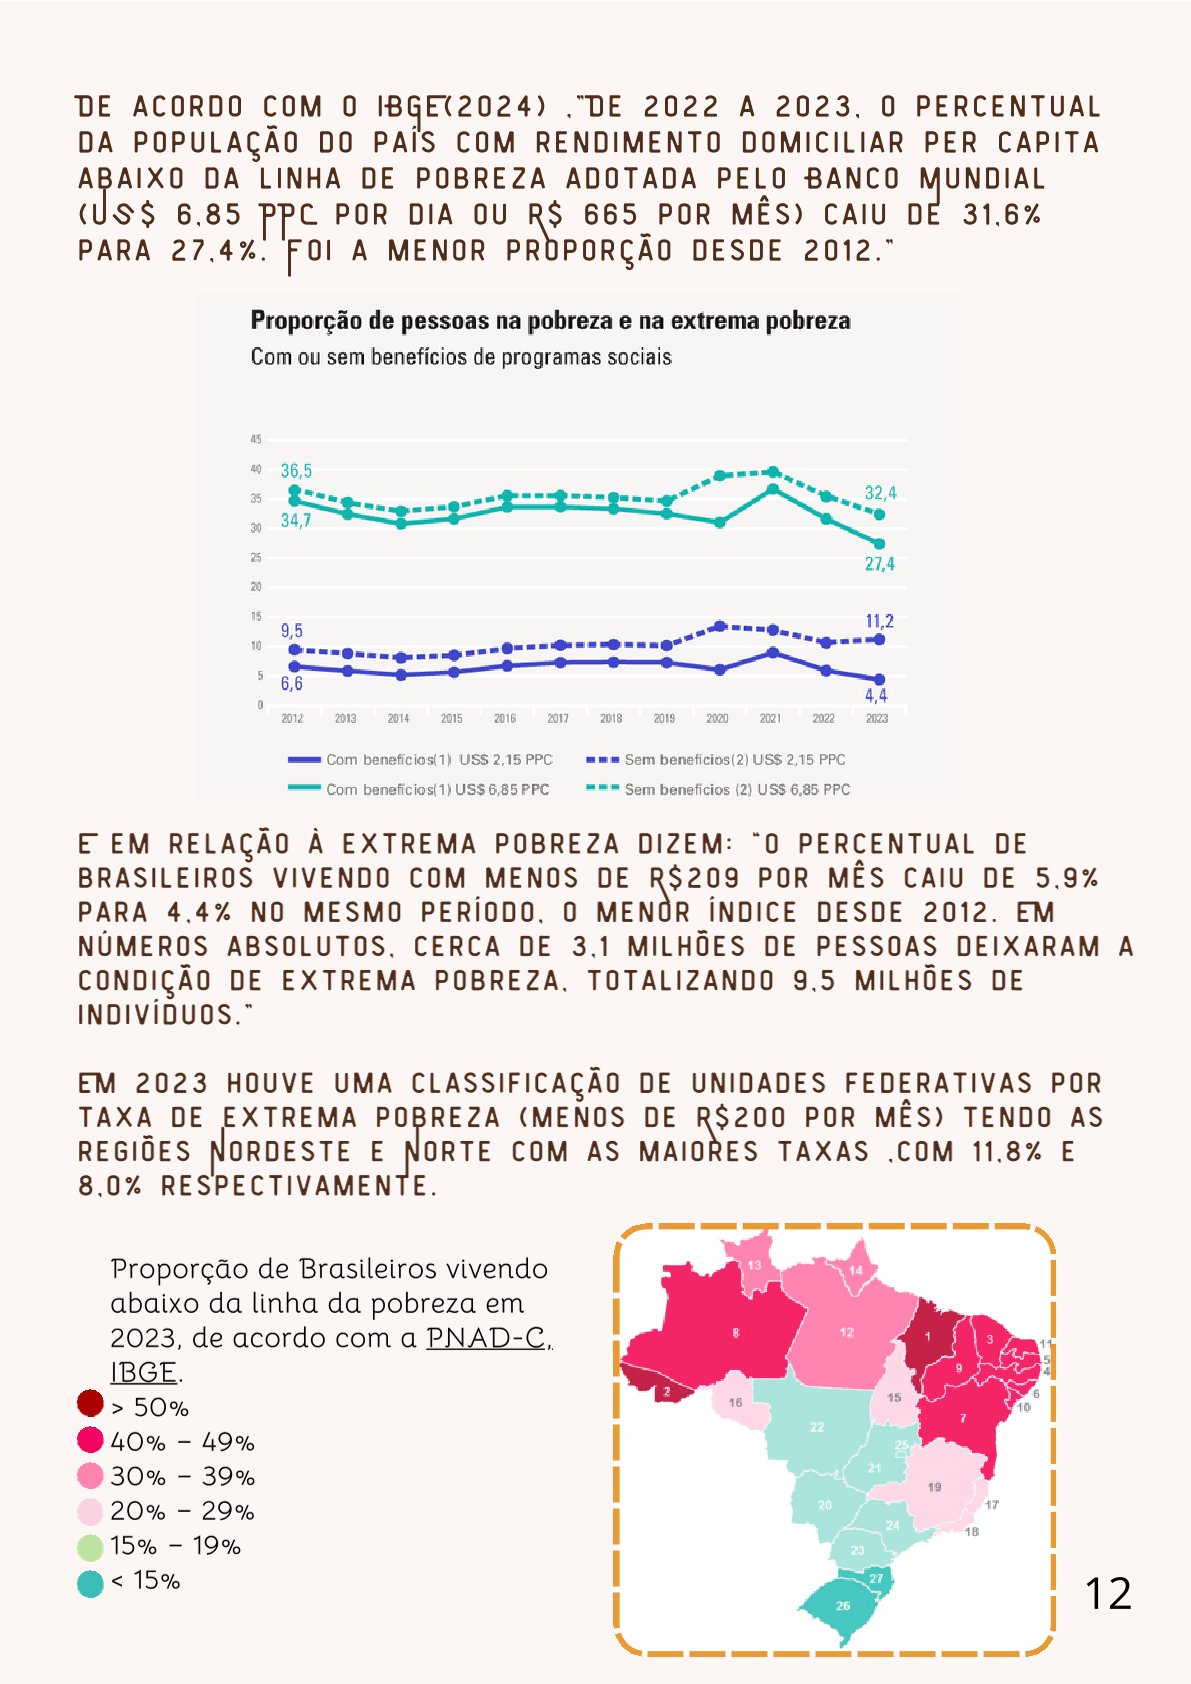 DE ACORDO COM O IBGE(2024) ,"DE 2022 A 2023, O PERCENTUAL
DA POPULAÇÃO DO PAÍS COM RENDIMENTO DOMICILIAR PER CAPITA
ABAIXO DA LINHA DE POBREZA ADOTADA PELO BANCO MUNDIAL
(US$ 6,85 PPC POR DIA OU R$ 665 POR MÊS) CAIU DE 31,6%
PARA 27,4%. FOI A MENOR PROPORÇÃO DESDE 2012."
Proporção de pessoas na pobreza e na extrema pobreza
Com ou sem benefícios de programas sociais
45
40
35
30
25
20
15
10
5
0
36,5
34,7
32,4
27,4
9,5
6,6
11,2
4,4
2012 2013 2014 2015 2016 2017 2018 2019 2020 2021 2022 2023
Com benefícios(1) US$ 2,15 PPC Sem benefícios(2) US$ 2,15 PPC
Com benefícios(1) US$ 6,85 PPC Sem benefícios (2) US$ 6,85 PPC
E EM RELAÇÃO À EXTREMA POBREZA DIZEM: "O PERCENTUAL DE
BRASILEIROS VIVENDO COM MENOS DE R$209 POR MÊS CAIU DE 5,9%
PARA 4,4% NO MESMO PERÍODO, O MENOR ÍNDICE DESDE 2012. EM
NÚMEROS ABSOLUTOS, CERCA DE 3,1 MILHÕES DE PESSOAS DEIXARAM A
CONDIÇÃO DE EXTREMA POBREZA, TOTALIZANDO 9,5 MILHÕES DE
INDIVÍDUOS."
EM 2023 HOUVE UMA CLASSIFICAÇÃO DE UNIDADES FEDERATIVAS POR
TAXA DE EXTREMA POBREZA (MENOS DE R$200 POR MÊS) TENDO AS
REGIÕES NORDESTE E NORTE COM AS MAIORES TAXAS ,COM 11,8% E
8,0% RESPECTIVAMENTE.
Proporção de Brasileiros vivendo
abaixo da linha da pobreza em
2023, de acordo com a PNAD-C,
IBGE.
> 50%
40% - 49%
30% - 39%
20% - 29%
15% - 19%
< 15%
13
14
8
12
1
3
11
5
4
9
2
16
15
6
10
7
22
25
21
19
17
20
24
18
23
27
26
12